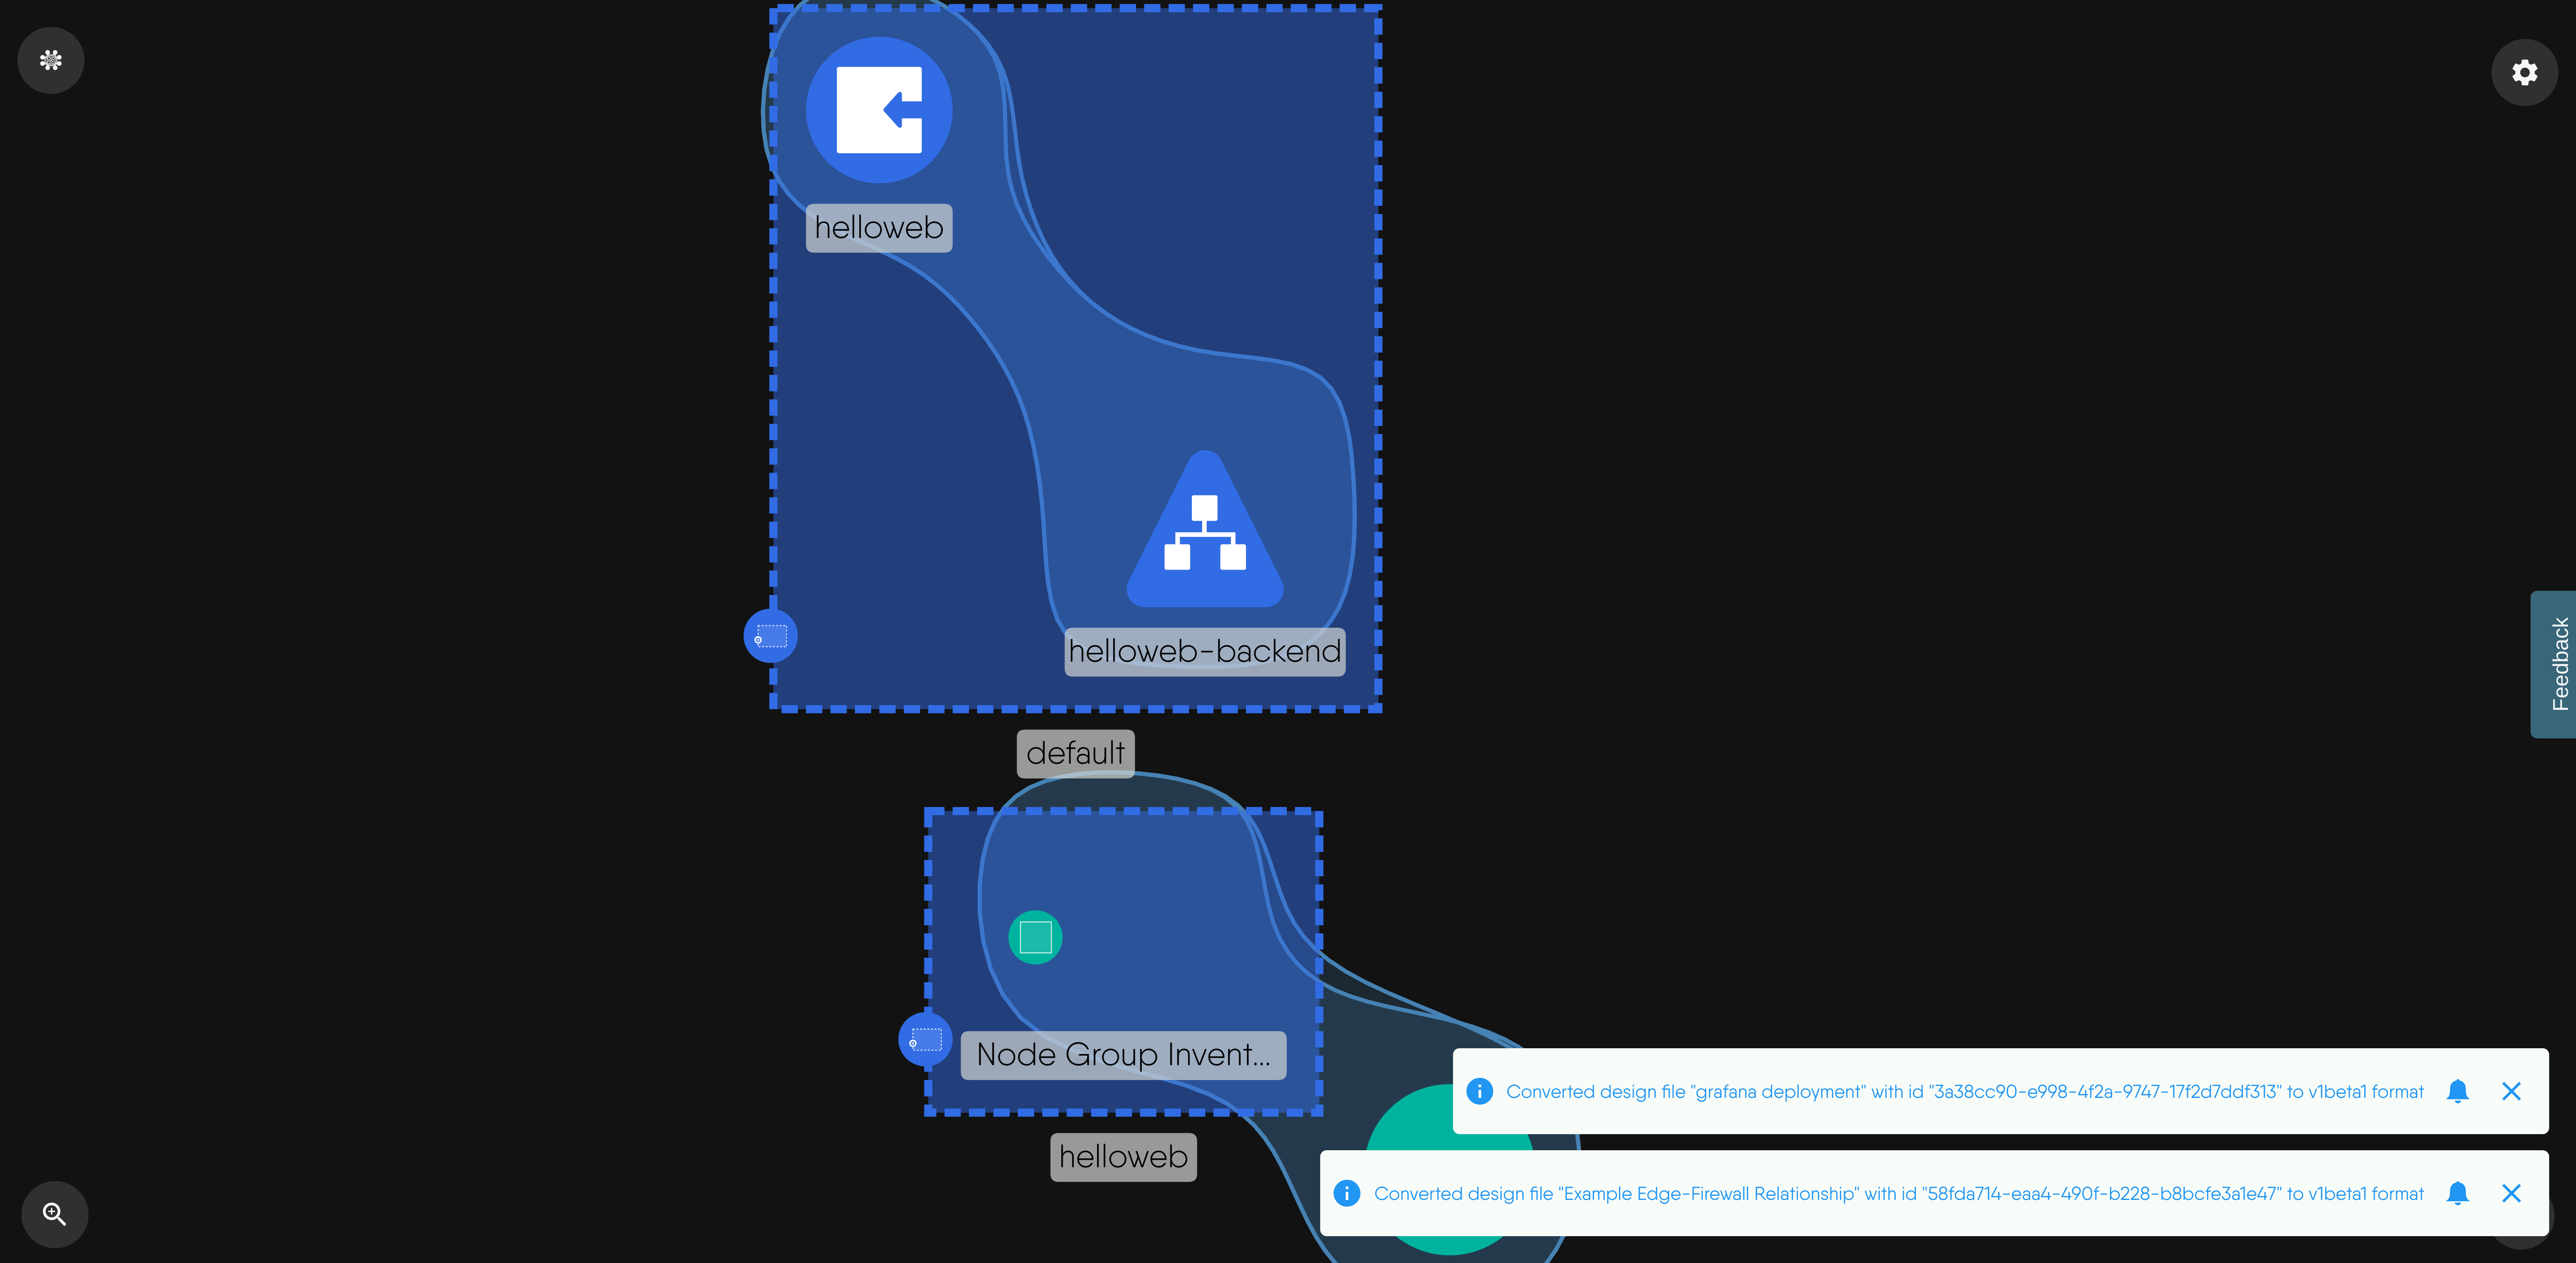 helloweb
helloweb-backend
default
Node Group Invent...
helloweb
Feedback
Converted design file "grafana deployment" with id "3a38cc90-e998-4f2a-9747-17f2d7ddf313" to v1beta1 format
Converted design file "Example Edge-Firewall Relationship" with id "58fda714-eaa4-490f-b228-b8bcfe3a1e47" to v1beta1 format